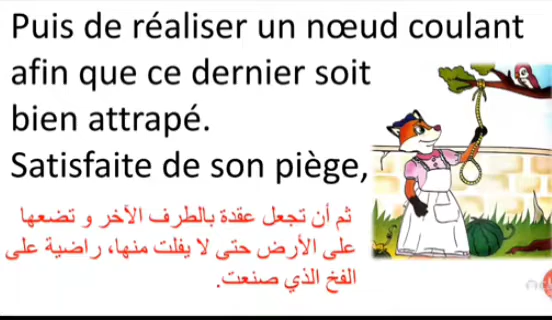 Puis de réaliser un nœud coulant
afin que ce dernier soit
bien attrapé.
Satisfaite de son piège,
ثم أن تجعل عقدة بالطرف الآخر و تضعها
على الأرض حتى لا يفلت منها، راضية على
الفخ الذي صنعت.